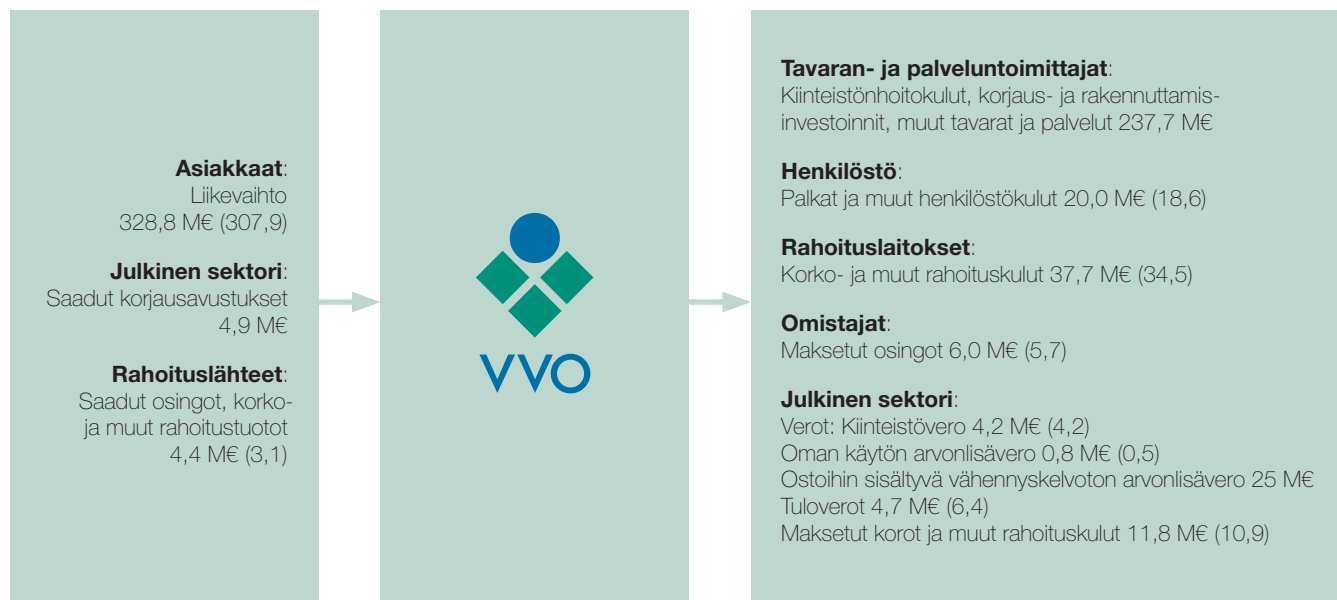 Asiakkaat:
Liikevaihto
328,8 M€ (307,9)
Julkinen sektori:
Saadut korjausavustukset
4,9 M€
Rahoituslähteet:
Saadut osingot, korko-
ja muut rahoitustuotot
4,4 M€ (3,1)
VVO
Tavaran- ja palveluntoimittajat:
Kiinteistönhoitokulut, korjaus- ja rakennuttamis-
investoinnit, muut tavarat ja palvelut 237,7 M€
Henkilöstö:
Palkat ja muut henkilöstökulut 20,0 M€ (18,6)
Rahoituslaitokset:
Korko- ja muut rahoituskulut 37,7 M€ (34,5)
Omistajat:
Maksetut osingot 6,0 M€ (5,7)
Julkinen sektori:
Verot: Kiinteistövero 4,2 M€ (4,2)
Oman käytön arvonlisävero 0,8 M€ (0,5)
Ostoihin sisältyvä vähennyskelvoton arvonlisävero 25 M€
Tuloverot 4,7 M€ (6,4)
Maksetut korot ja muut rahoituskulut 11,8 M€ (10,9)